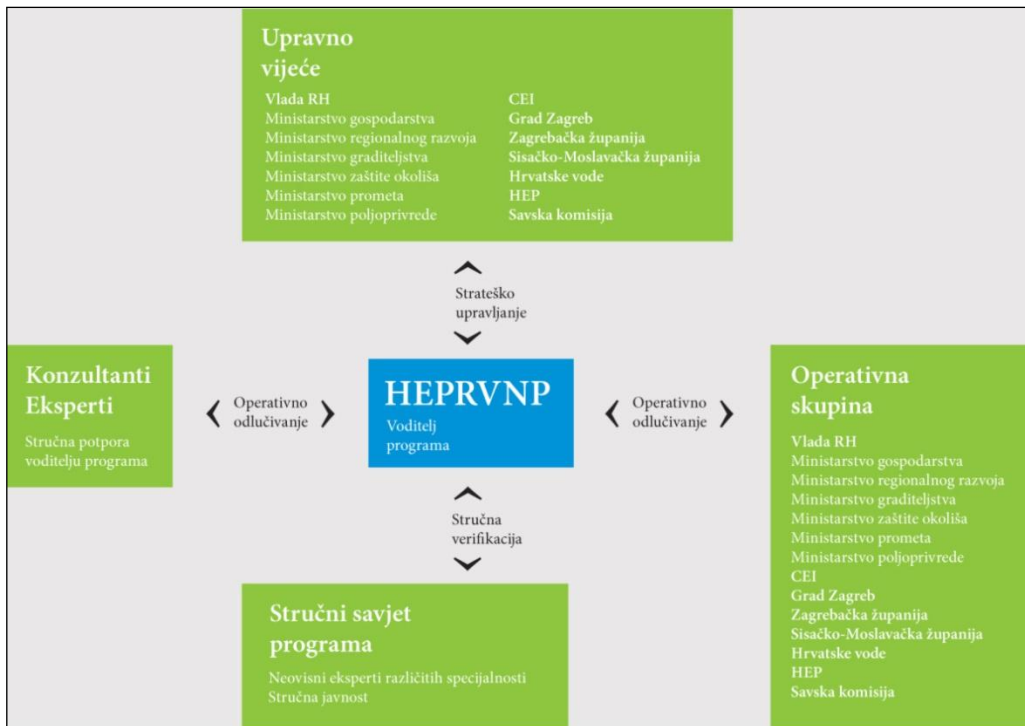 Upravno
vijeće
Vlada RH
Ministarstvo gospodarstva
Ministarstvo regionalnog razvoja
Ministarstvo graditeljstva
Ministarstvo zaštite okoliša
Ministarstvo prometa
Ministarstvo poljoprivrede
CEI
Grad Zagreb
Zagrebačka županija
Sisačko-Moslavačka županija
Hrvatske vode
HEP
Savska komisija
Strateško
upravljanje
Konzultanti
Eksperti
Stručna potpora
voditelju programa
Operativno
odlučivanje
HEPRVNP
Voditelj
programa
Operativno
odlučivanje
Operativna
skupina
Vlada RH
Ministarstvo gospodarstva
Ministarstvo regionalnog razvoja
Ministarstvo graditeljstva
Ministarstvo zaštite okoliša
Ministarstvo prometa
Ministarstvo poljoprivrede
CEI
Grad Zagreb
Zagrebačka županija
Sisačko-Moslavačka županija
Hrvatske vode
HEP
Savska komisija
Stručna
verifikacija
Stručni savjet
programa
Neovisni eksperti različitih specijalnosti
Stručna javnost